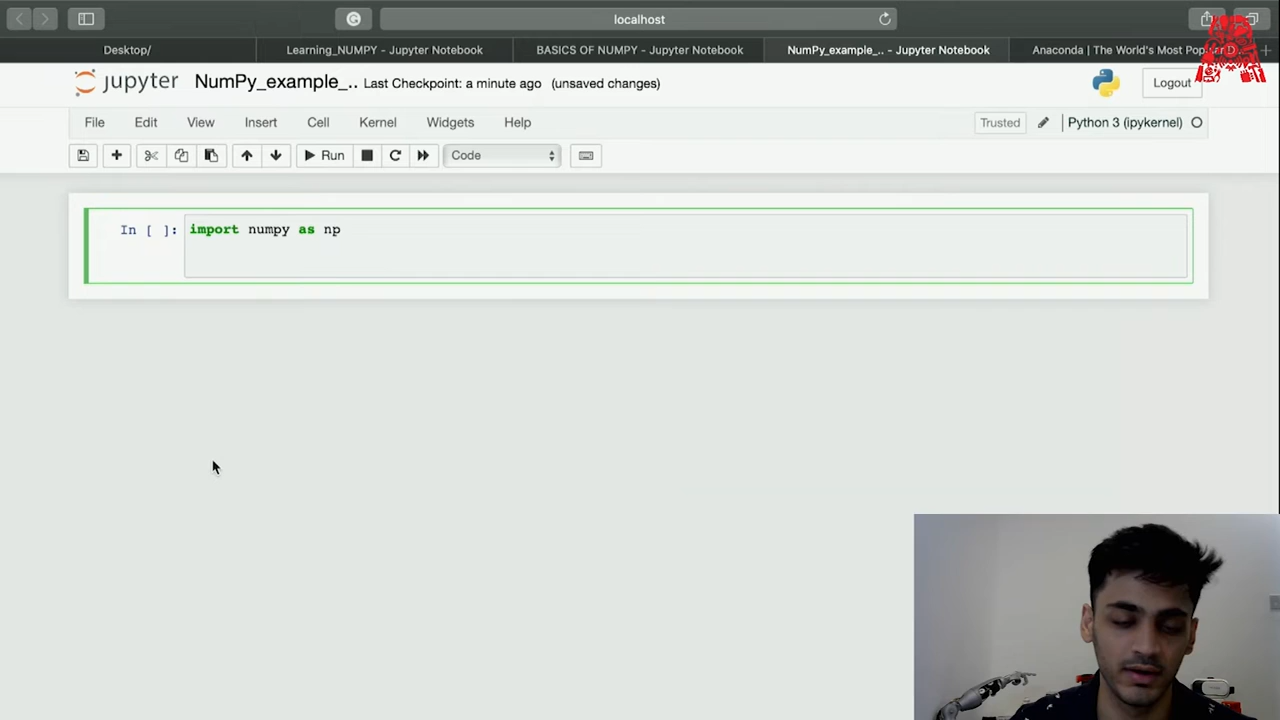 localhost
Desktop/
Learning_NUMPY - Jupyter Notebook
BASICS OF NUMPY - Jupyter Notebook
NumPy_example_.. - Jupyter Notebook
Anaconda | The World's Most Popular D...
jupyter NumPy_example_.. Last Checkpoint: a minute ago (unsaved changes)
Logout
File Edit View Insert Cell Kernel Widgets Help
Trusted
Python 3 (ipykernel)
Run
Code
In [ ]: import numpy as np